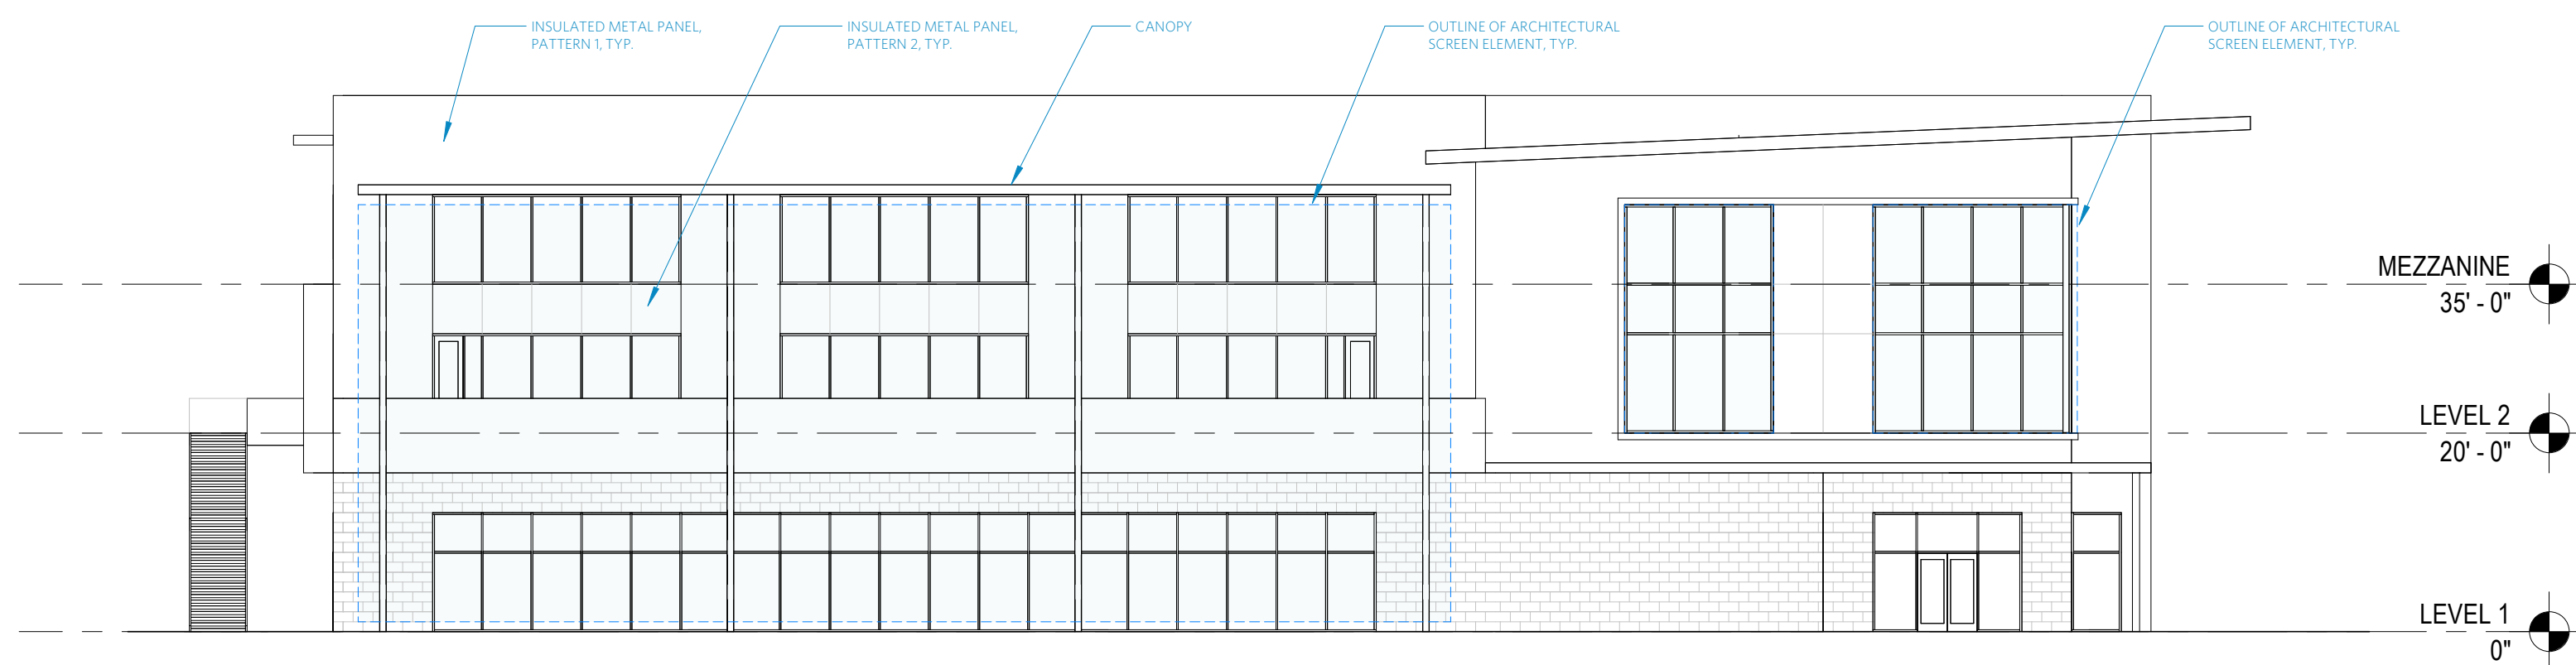 INSULATED METAL PANEL,
PATTERN 1, TYP.
INSULATED METAL PANEL,
PATTERN 2, TYP.
CANOPY
OUTLINE OF ARCHITECTURAL
SCREEN ELEMENT, TYP.
OUTLINE OF ARCHITECTURAL
SCREEN ELEMENT, TYP.
MEZZANINE
35' - 0"
LEVEL 2
20' - 0"
LEVEL 1
0"